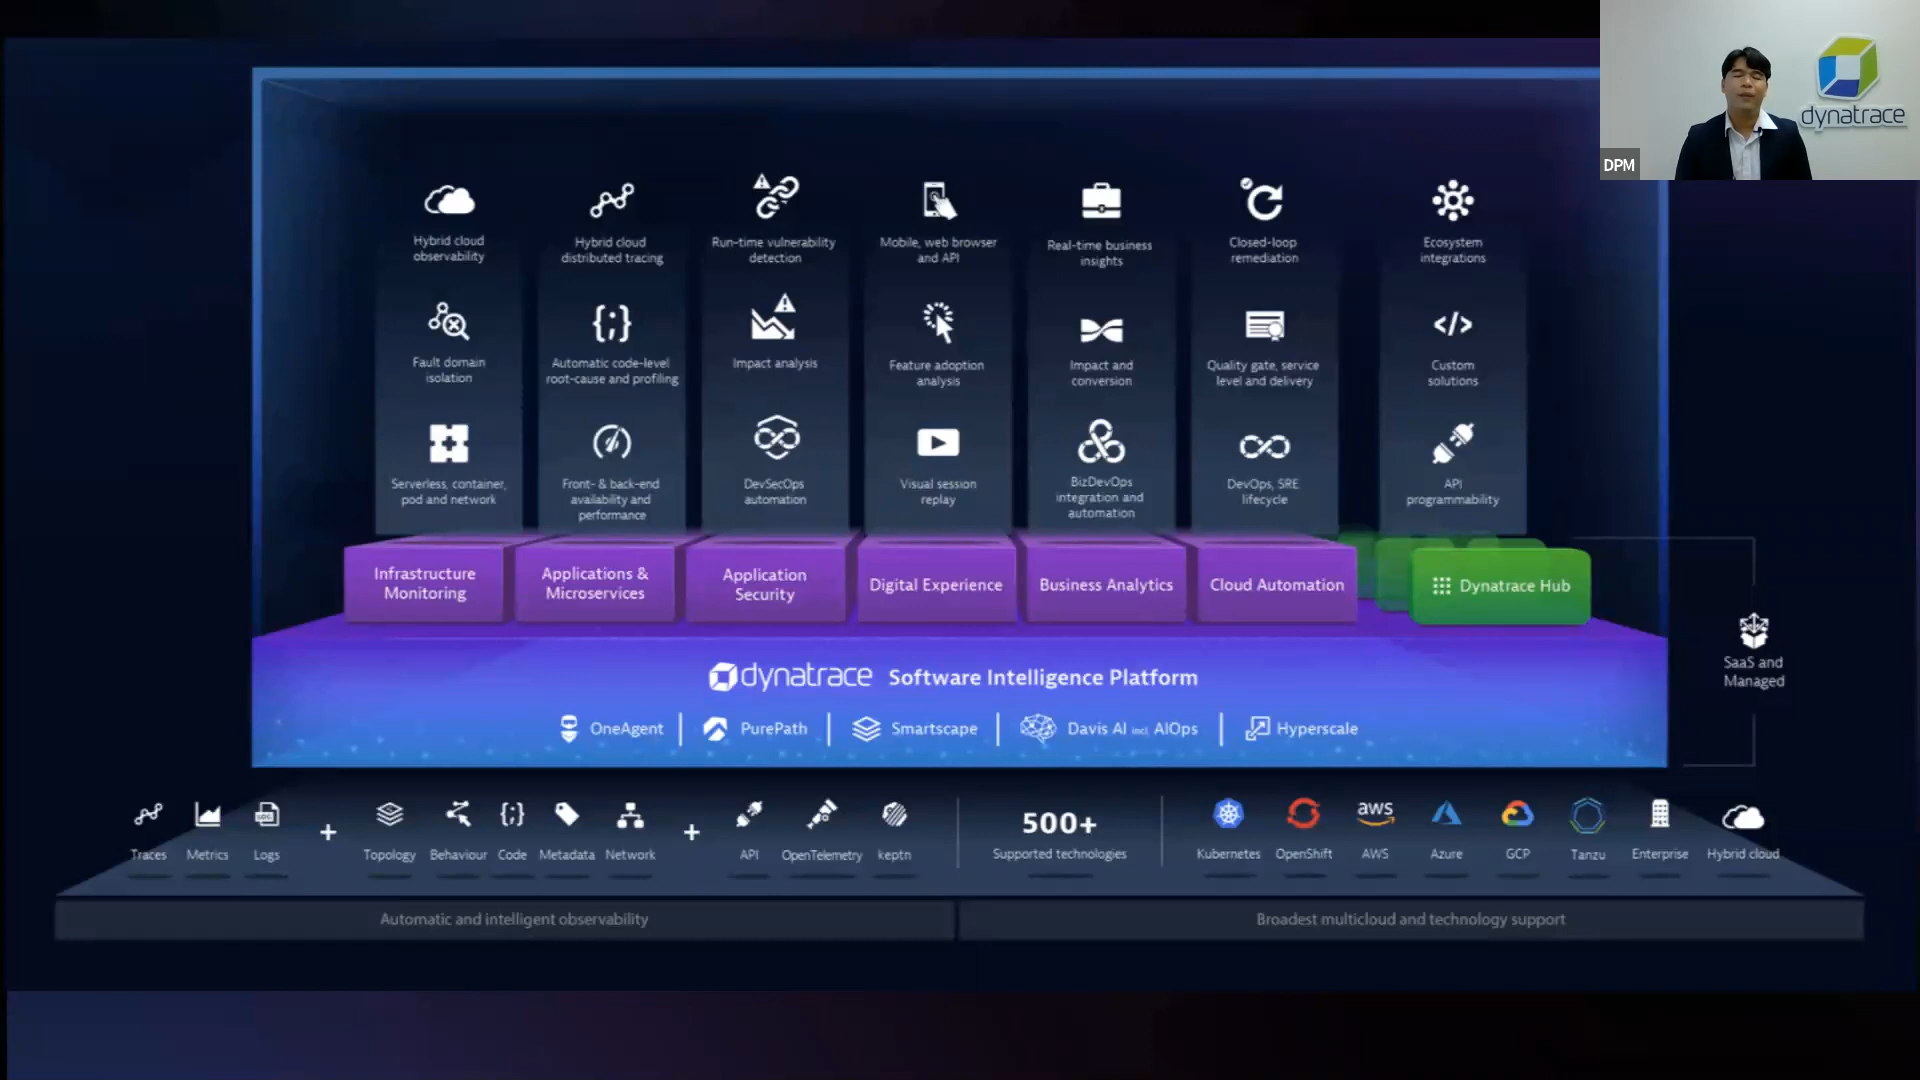 dynatrace
DPM
Hybrid cloud
observability
Hybrid cloud
distributed tracing
Run-time vulnerability
detection
Mobile, web browser
and API
Real-time business
insights
Closed-loop
remediation
Ecosystem
integrations
Fault domain
isolation
Automatic code-level
root-cause and profiling
Impact analysis
Feature adoption
analysis
Impact and
conversion
Quality gate, service
level and delivery
Custom
solutions
Serverless, container,
pod and network
Front- & back-end
availability and
performance
DevSecOps
automation
Visual session
replay
BizDevOps
integration and
automation
DevOps, SRE
lifecycle
API
programmability
Infrastructure
Monitoring
Applications &
Microservices
Application
Security
Digital Experience
Business Analytics
Cloud Automation
Dynatrace Hub
SaaS and
Managed
dynatrace Software Intelligence Platform
OneAgent
PurePath
Smartscape
Davis AI incl. AIOps
Hyperscale
LOG
Traces
Metrics
Logs
+
Topology
Behaviour
Code
Metadata
Network
+
API
OpenTelemetry
keptn
500+
Supported technologies
aws
Kubernetes
OpenShift
AWS
Azure
GCP
Tanzu
Enterprise
Hybrid cloud
Automatic and intelligent observability
Broadest multicloud and technology support